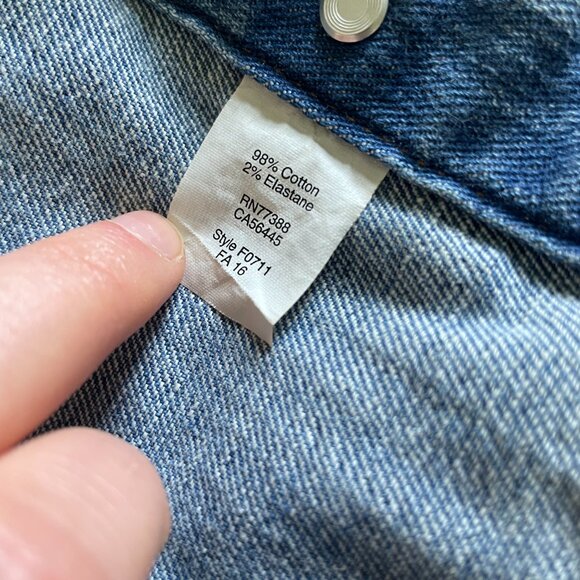 98% Cotton
2% Elastane
RN77388
CA56445
Style F0711
FA 16